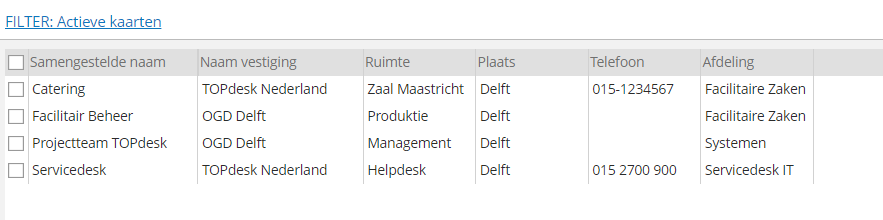 FILTER: Actieve kaarten
Samengestelde naam Naam vestiging Ruimte Plaats Telefoon Afdeling
Catering TOPdesk Nederland Zaal Maastricht Delft 015-1234567 Facilitaire Zaken
Facilitair Beheer OGD Delft Produktie Delft Facilitaire Zaken
Projectteam TOPdesk OGD Delft Management Delft Systemen
Servicedesk TOPdesk Nederland Helpdesk Delft 015 2700 900 Servicedesk IT